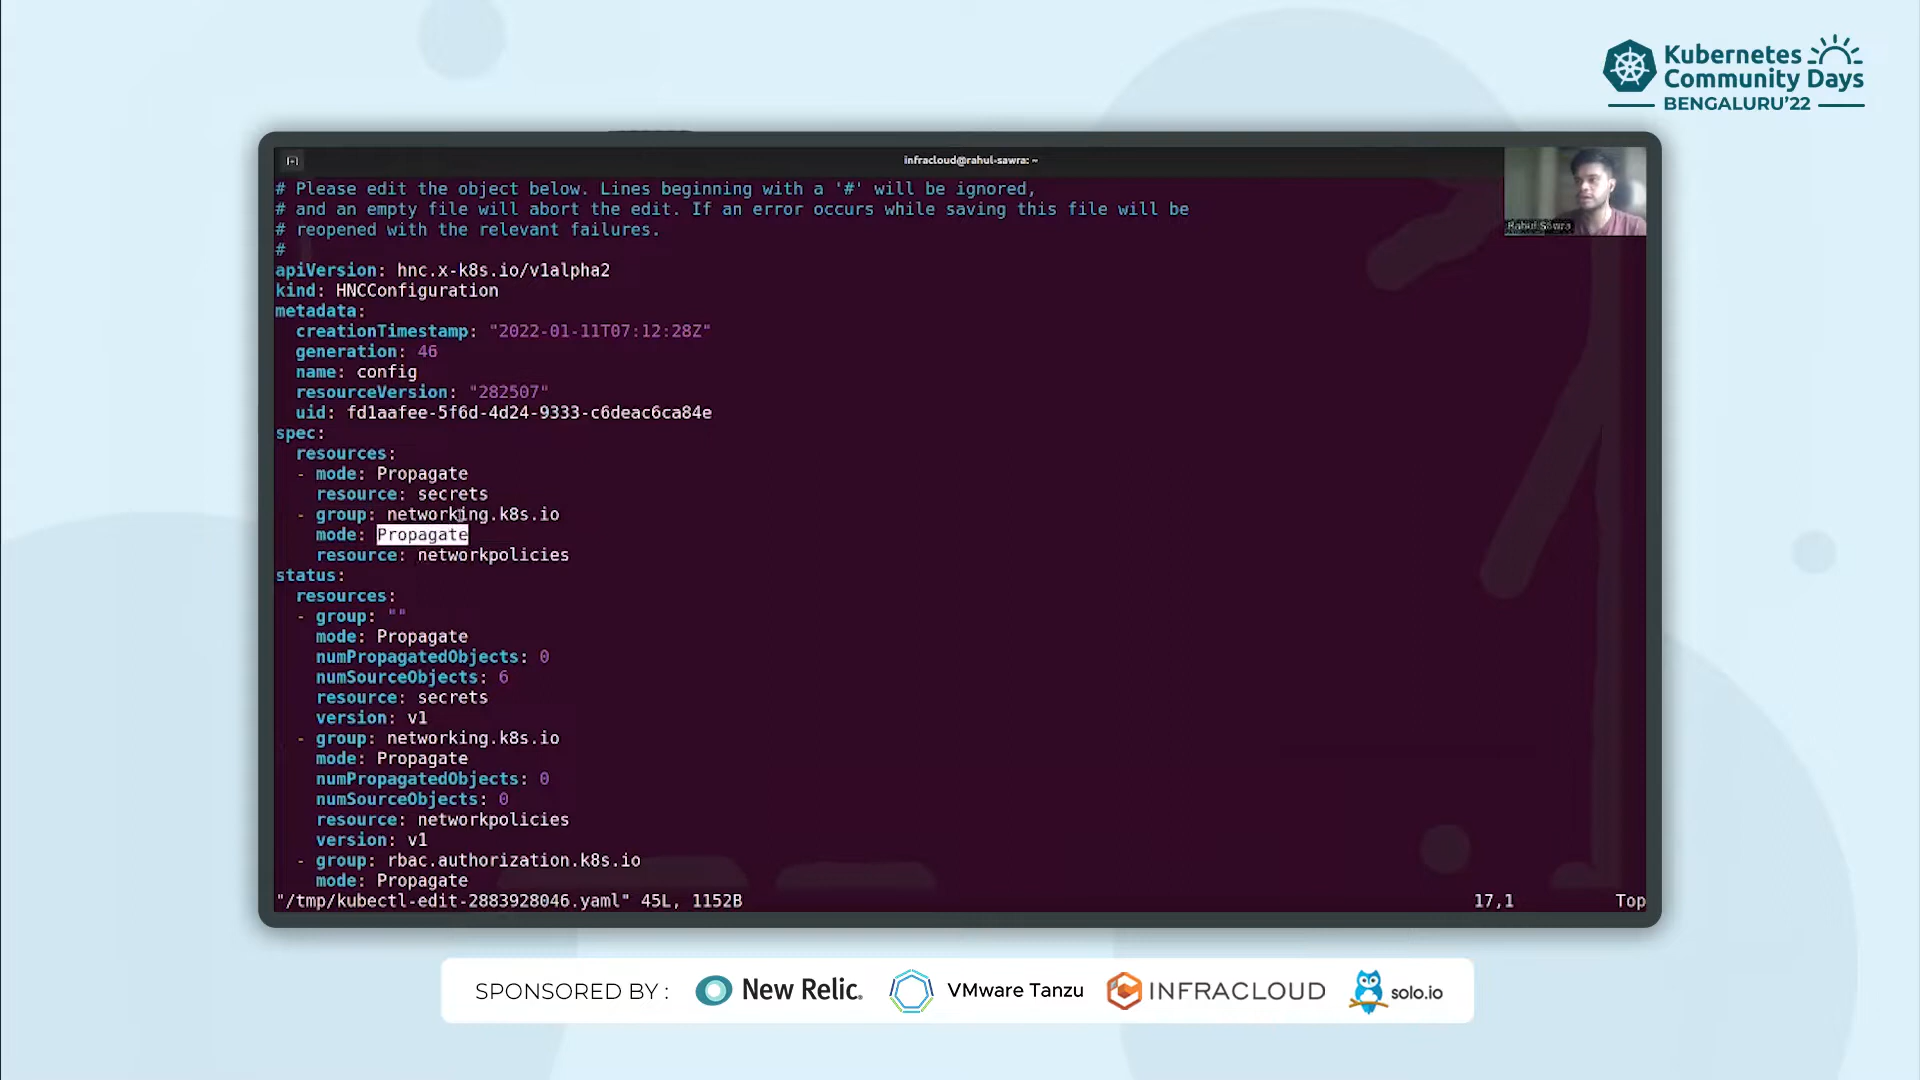 Kubernetes
Community Days
BENGALURU'22
infracloud@rahul-sawra: ~
# Please edit the object below. Lines beginning with a '#' will be ignored,
# and an empty file will abort the edit. If an error occurs while saving this file will be
# reopened with the relevant failures.
#
apiVersion: hnc.x-k8s.io/v1alpha2
kind: HNCConfiguration
metadata:
  creationTimestamp: "2022-01-11T07:12:28Z"
  generation: 46
  name: config
  resourceVersion: "282507"
  uid: fd1aafee-5f6d-4d24-9333-c6deac6ca84e
spec:
  resources:
  - mode: Propagate
    resource: secrets
  - group: networking.k8s.io
    mode: Propagate
    resource: networkpolicies
status:
  resources:
  - group: ""
    mode: Propagate
    numPropagatedObjects: 0
    numSourceObjects: 6
    resource: secrets
    version: v1
  - group: networking.k8s.io
    mode: Propagate
    numPropagatedObjects: 0
    numSourceObjects: 0
    resource: networkpolicies
    version: v1
  - group: rbac.authorization.k8s.io
    mode: Propagate
"/tmp/kubectl-edit-2883928046.yaml" 45L, 1152B 17,1 Top
Rahul Sawra
SPONSORED BY : New Relic. VMware Tanzu INFRACLOUD solo.io